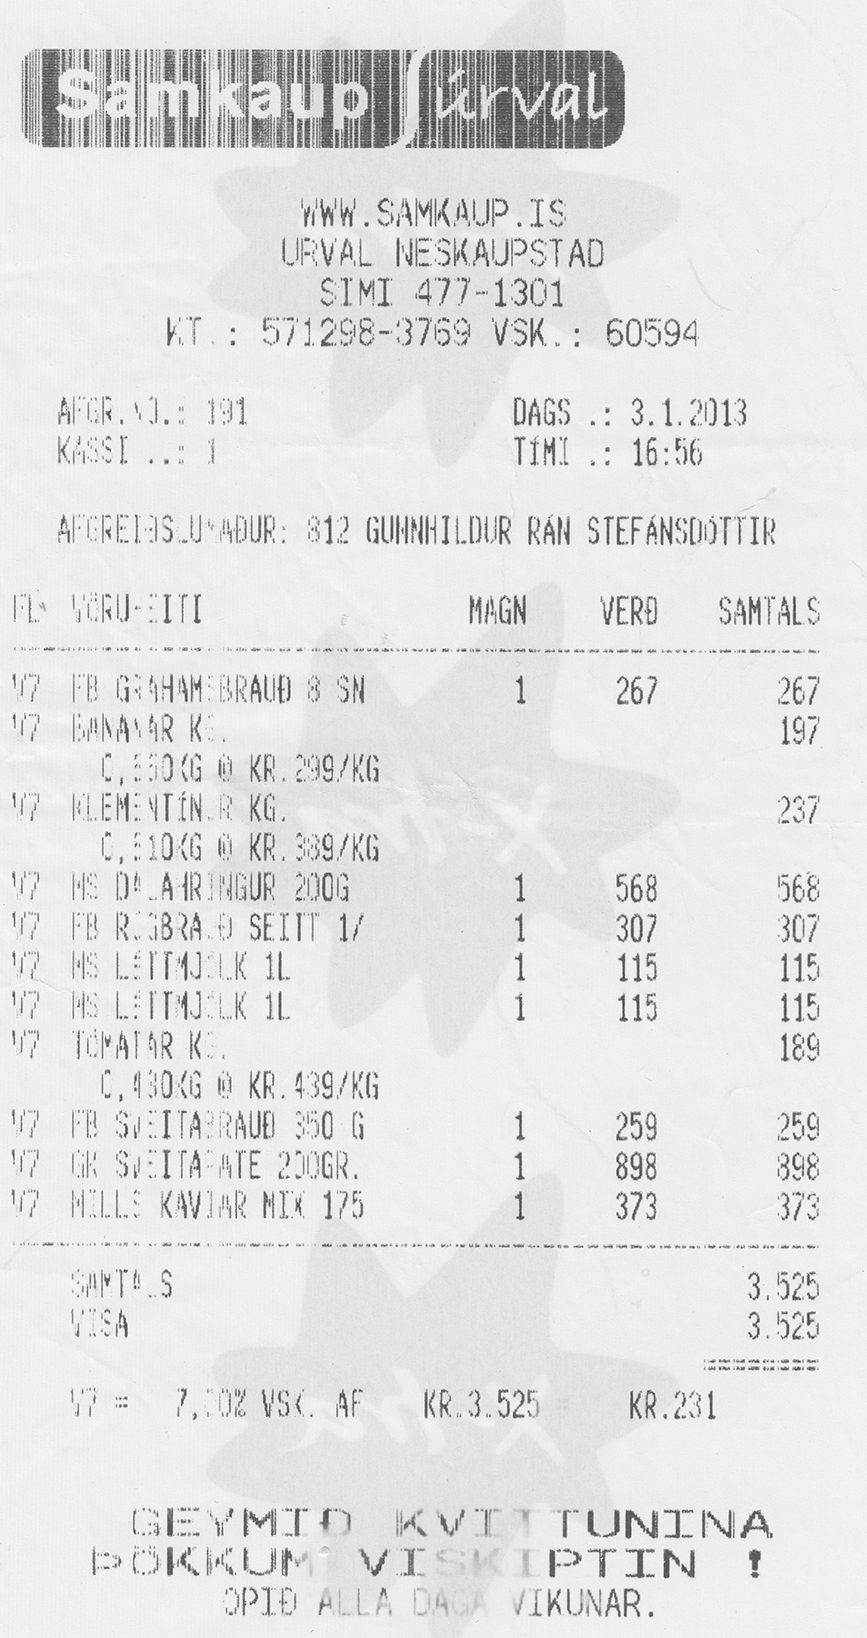 Samkaup úrval
WWW.SAMKAUP.IS
URVAL NESKAUPSTAD
SIMI 477-1301
KT.: 571298-3769 VSK.: 60594
AFGR.NO.: 191 DAGS .: 3.1.2013
KASSI ..: 1 TÍMI .: 16:56
AFGREIÐSLUMAÐUR: 812 GUNNHILDUR RÁN STEFÁNSDÓTTIR
FL VÖRUHEITI MAGN VERÐ SAMTALS
V7 FB GRAHAMSBRAUÐ 8 SN 1 267 267
V7 BANANAR KG. 197
0,660KG @ KR.299/KG
V7 KLEMENTÍNUR KG. 237
0,610KG @ KR.389/KG
V7 MS DALAHRINGUR 200G 1 568 568
V7 FB RÚGBRAUÐ SEITT 1/ 1 307 307
V7 MS LÉTTMJÓLK 1L 1 115 115
V7 MS LÉTTMJÓLK 1L 1 115 115
V7 TÓMATAR KG. 189
0,430KG @ KR.439/KG
V7 FB SVEITABRAUÐ 350 G 1 259 259
V7 GK SVEITAPATE 200GR. 1 898 898
V7 MILLS KAVIAR MIX 175 1 373 373
SAMTALS 3.525
VISA 3.525
V7 = 7,00% VSK. AF KR.3.525 KR.231
GEYMIÐ KVITTUNINA
ÞÖKKUM VISKIPTIN !
OPIÐ ALLA DAGA VIKUNAR.
x-tra
x-tra